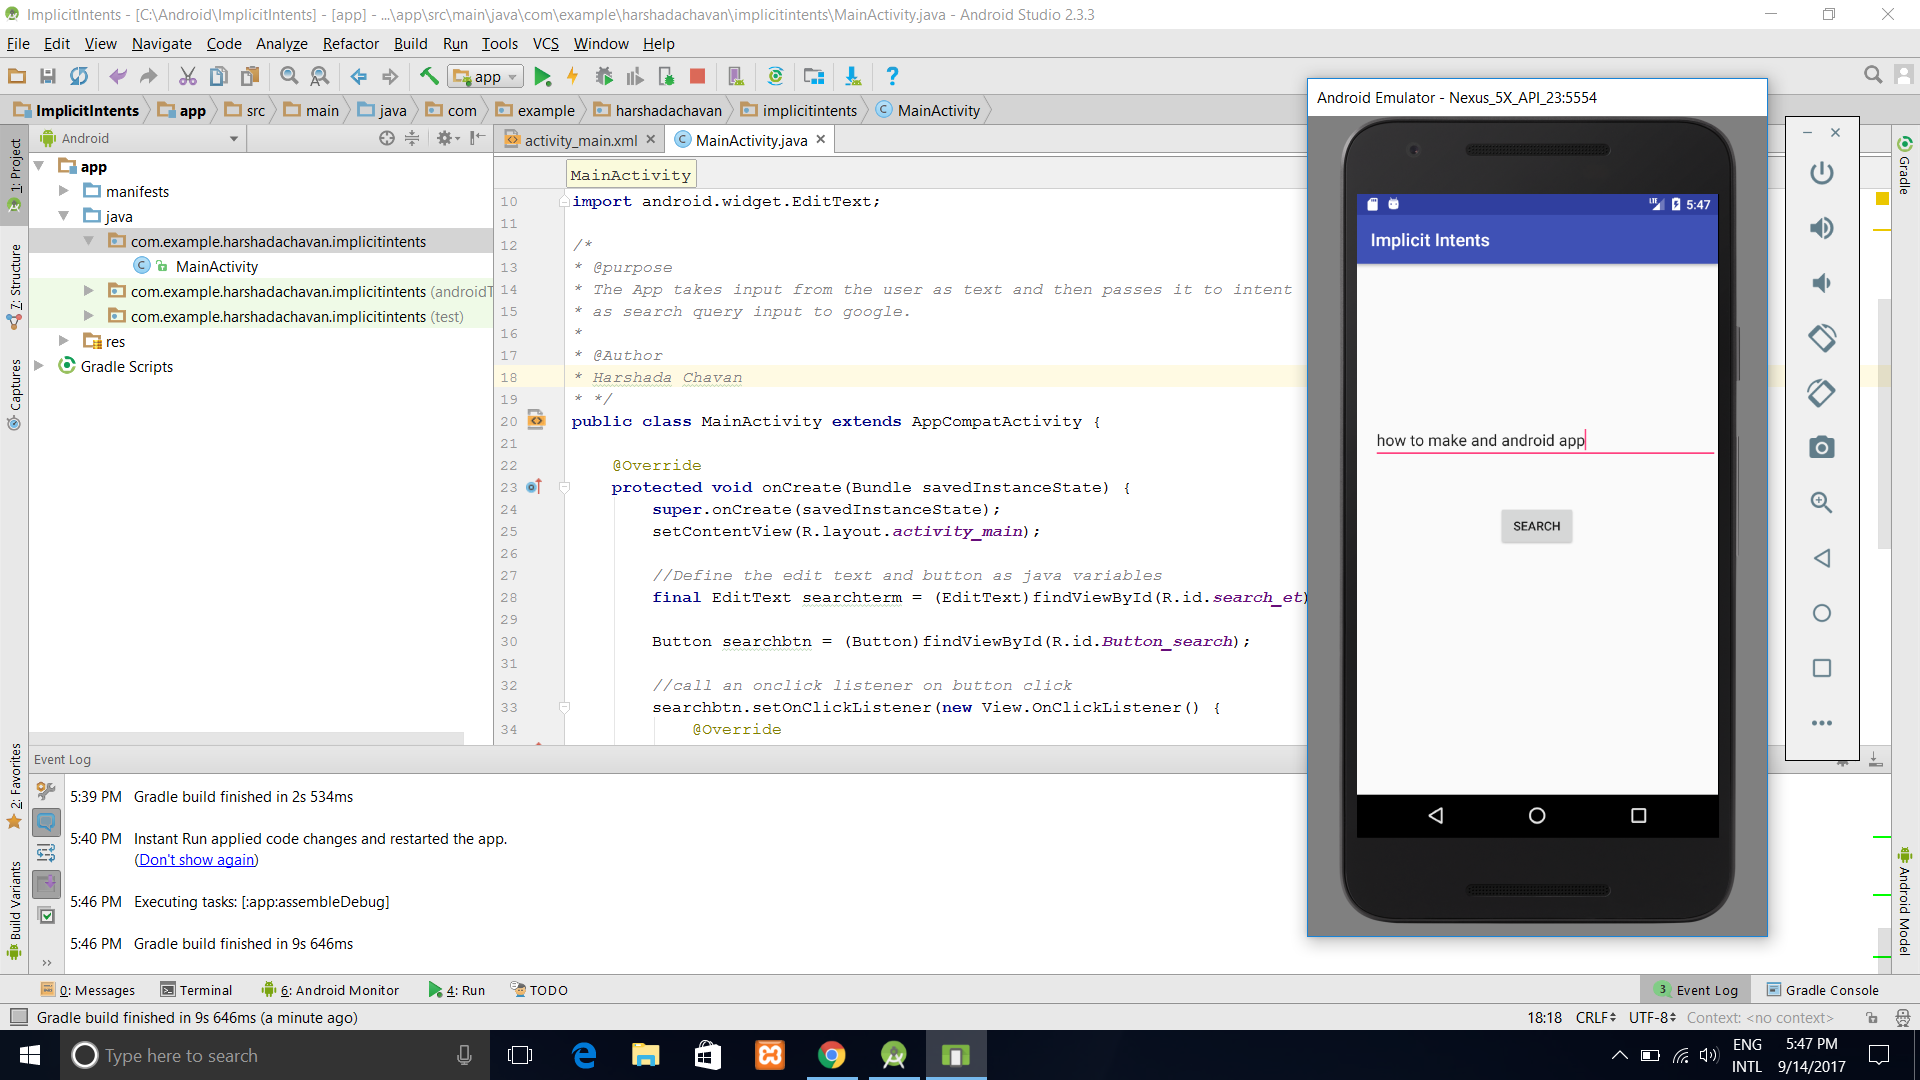 ImplicitIntents - [C:\Android\ImplicitIntents] - [app] - ...\app\src\main\java\com\example\harshadachavan\implicitintents\MainActivity.java - Android Studio 2.3.3
File Edit View Navigate Code Analyze Refactor Build Run Tools VCS Window Help
app
ImplicitIntents app src main java com example harshadachavan implicitintents MainActivity
Android
activity_main.xml MainActivity.java
1: Project
Z: Structure
Captures
2: Favorites
Build Variants
app
manifests
java
com.example.harshadachavan.implicitintents
MainActivity
com.example.harshadachavan.implicitintents (androidT
com.example.harshadachavan.implicitintents (test)
res
Gradle Scripts
MainActivity
10 import android.widget.EditText;
11
12 /*
13 * @purpose
14 * The App takes input from the user as text and then passes it to intent
15 * as search query input to google.
16 *
17 * @Author
18 * Harshada Chavan
19 * */
20 public class MainActivity extends AppCompatActivity {
21
22 @Override
23 protected void onCreate(Bundle savedInstanceState) {
24 super.onCreate(savedInstanceState);
25 setContentView(R.layout.activity_main);
26
27 //Define the edit text and button as java variables
28 final EditText searchterm = (EditText)findViewById(R.id.search_et)
29
30 Button searchbtn = (Button)findViewById(R.id.Button_search);
31
32 //call an onclick listener on button click
33 searchbtn.setOnClickListener(new View.OnClickListener() {
34 @Override
Android Emulator - Nexus_5X_API_23:5554
LTE 5:47
Implicit Intents
how to make and android app
SEARCH
Gradle
Android Model
Event Log
5:39 PM Gradle build finished in 2s 534ms
5:40 PM Instant Run applied code changes and restarted the app.
(Don't show again)
5:46 PM Executing tasks: [:app:assembleDebug]
5:46 PM Gradle build finished in 9s 646ms
0: Messages Terminal 6: Android Monitor 4: Run TODO 3 Event Log Gradle Console
Gradle build finished in 9s 646ms (a minute ago) 18:18 CRLF UTF-8 Context: <no context>
Type here to search
ENG 5:47 PM
INTL 9/14/2017